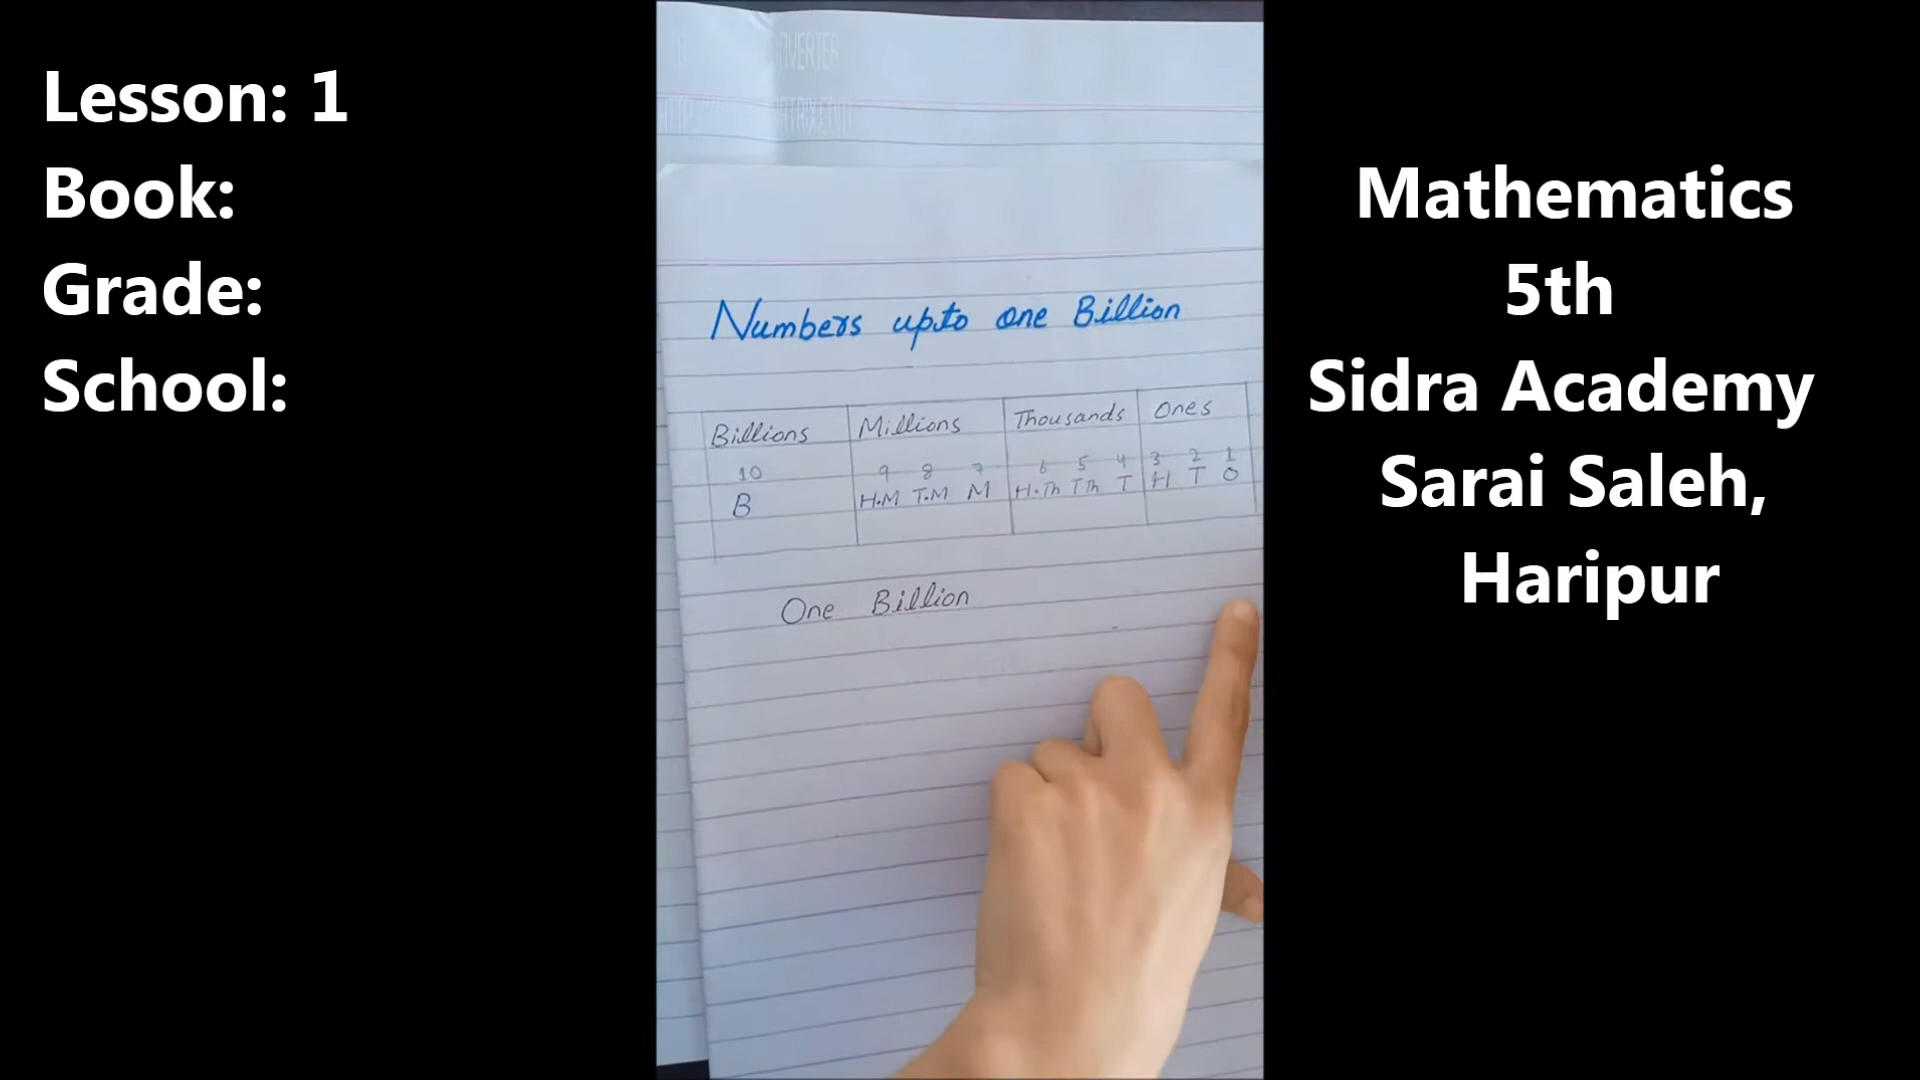 Lesson: 1
Book:
Grade:
School:
Numbers upto one Billion
Billions Millions Thousands Ones
10 9 8 7 6 5 4 3 2 1
B H.M T.M M H.Th T.Th T H T O
One Billion
Mathematics
5th
Sidra Academy
Sarai Saleh,
Haripur